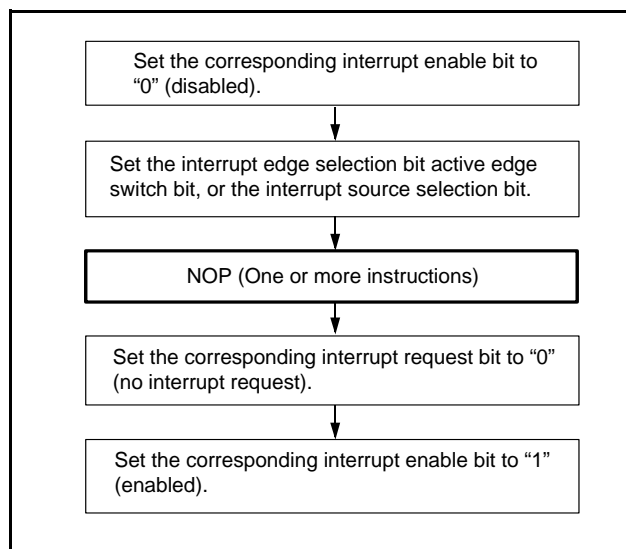 Set the corresponding interrupt enable bit to
“0” (disabled).
Set the interrupt edge selection bit active edge
switch bit, or the interrupt source selection bit.
NOP (One or more instructions)
Set the corresponding interrupt request bit to “0”
(no interrupt request).
Set the corresponding interrupt enable bit to “1”
(enabled).